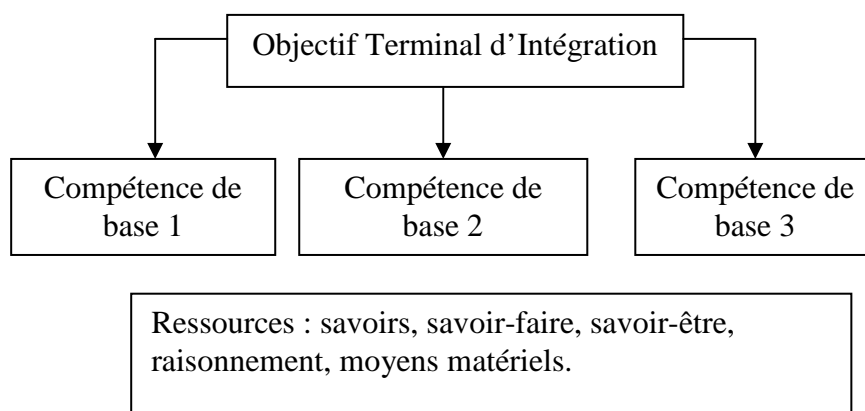 Objectif Terminal d’Intégration
Compétence de
base 1
Compétence de
base 2
Compétence de
base 3
Ressources : savoirs, savoir-faire, savoir-être,
raisonnement, moyens matériels.